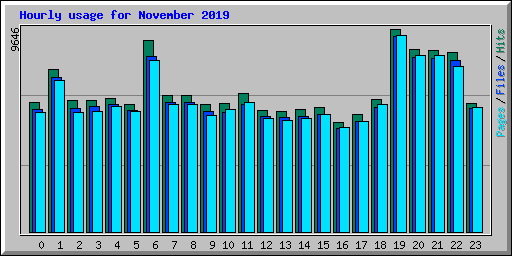 Hourly usage for November 2019
9646
Pages/Files/Hits
0 1 2 3 4 5 6 7 8 9 10 11 12 13 14 15 16 17 18 19 20 21 22 23